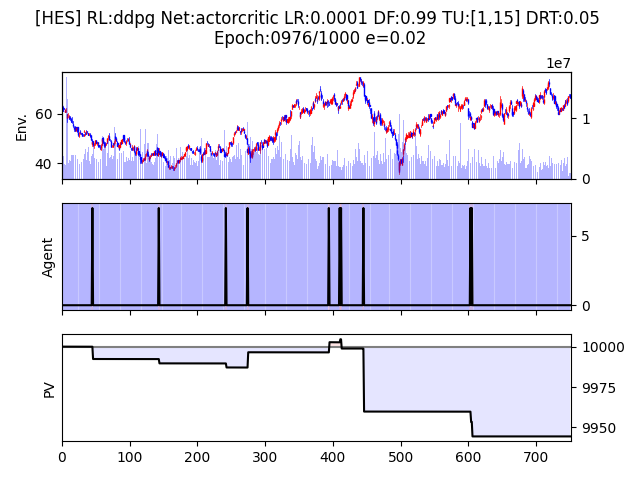 [HES] RL:ddpg Net:actorcritic LR:0.0001 DF:0.99 TU:[1,15] DRT:0.05
Epoch:0976/1000 e=0.02
1e7
Env.
60
40
1
0
Agent
5
0
PV
10000
9975
9950
0 100 200 300 400 500 600 700